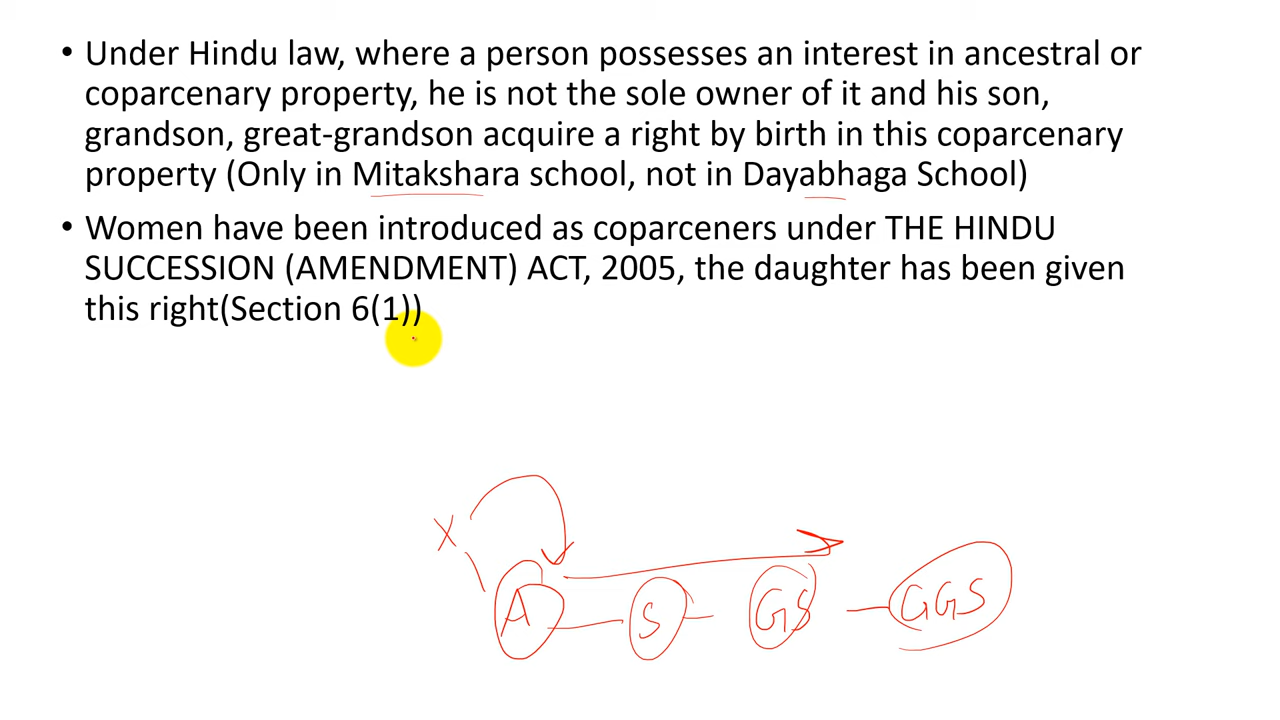 • Under Hindu law, where a person possesses an interest in ancestral or
coparcenary property, he is not the sole owner of it and his son,
grandson, great-grandson acquire a right by birth in this coparcenary
property (Only in Mitakshara school, not in Dayabhaga School)
• Women have been introduced as coparceners under THE HINDU
SUCCESSION (AMENDMENT) ACT, 2005, the daughter has been given
this right(Section 6(1))
X
A S GS GGS